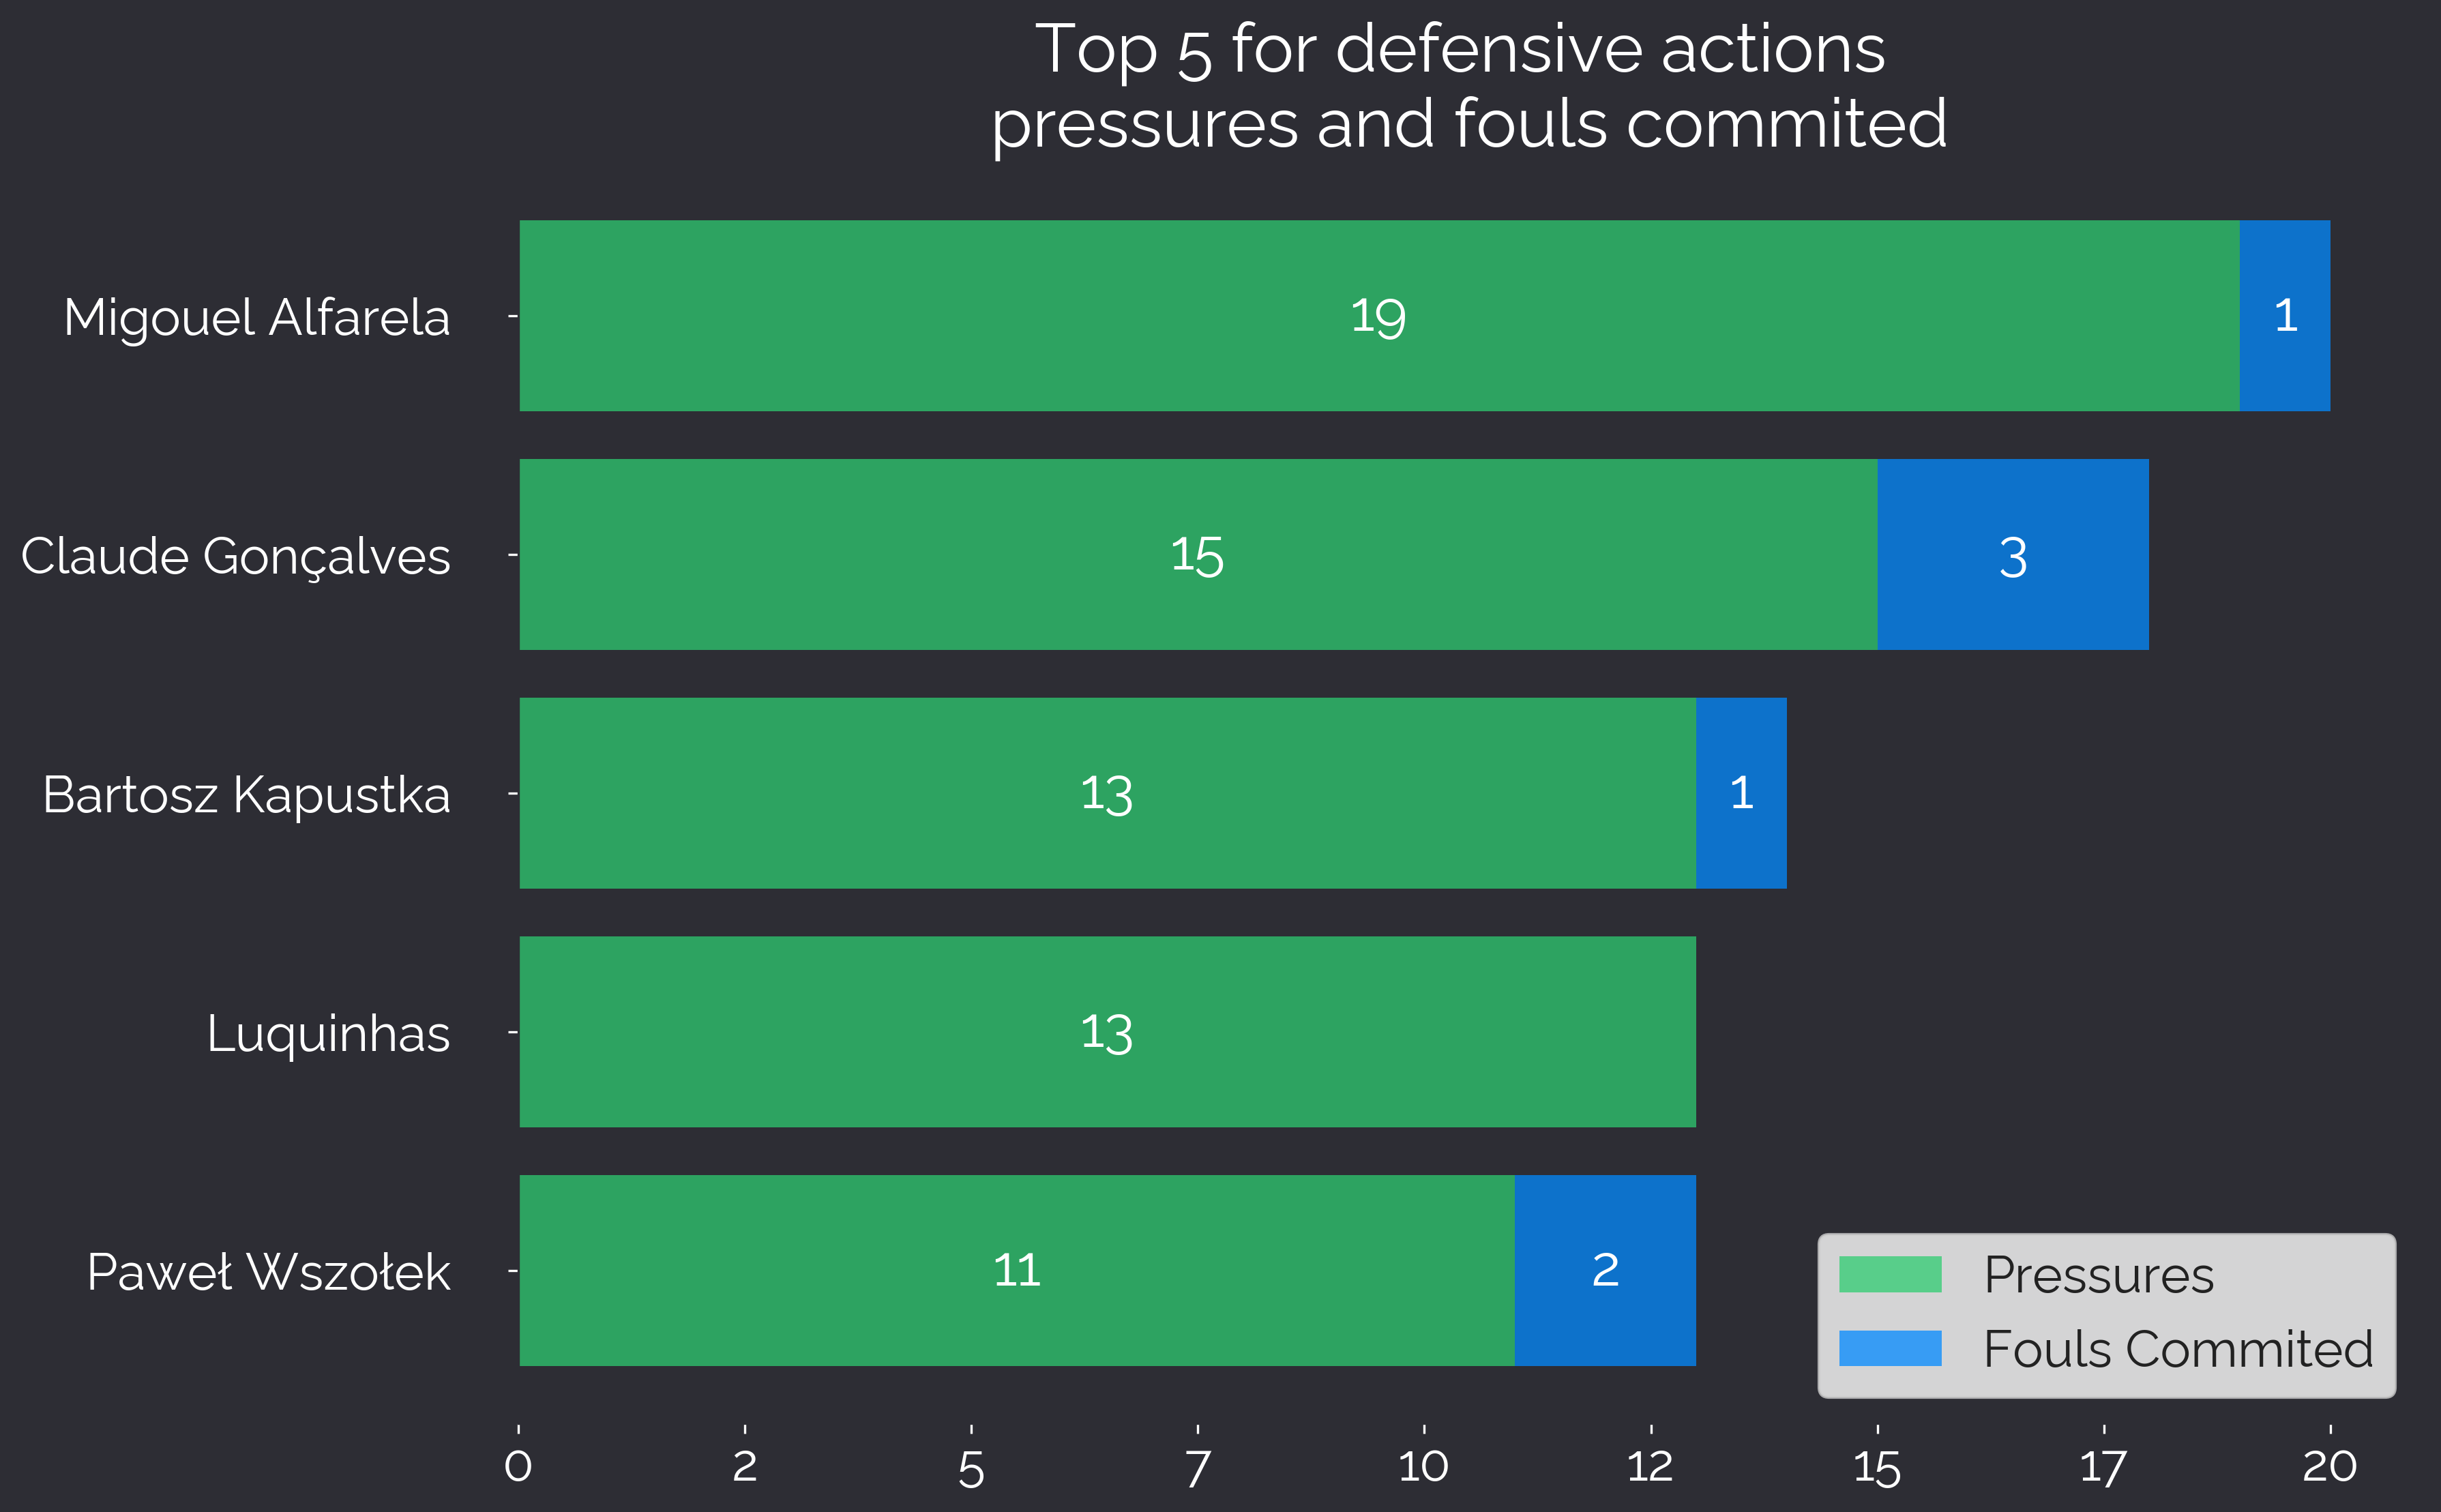 Top 5 for defensive actions
pressures and fouls commited
Migouel Alfarela
19
1
Claude Gonçalves
15
3
Bartosz Kapustka
13
1
Luquinhas
13
Paweł Wszołek
11
2
Pressures
Fouls Commited
0 2 5 7 10 12 15 17 20